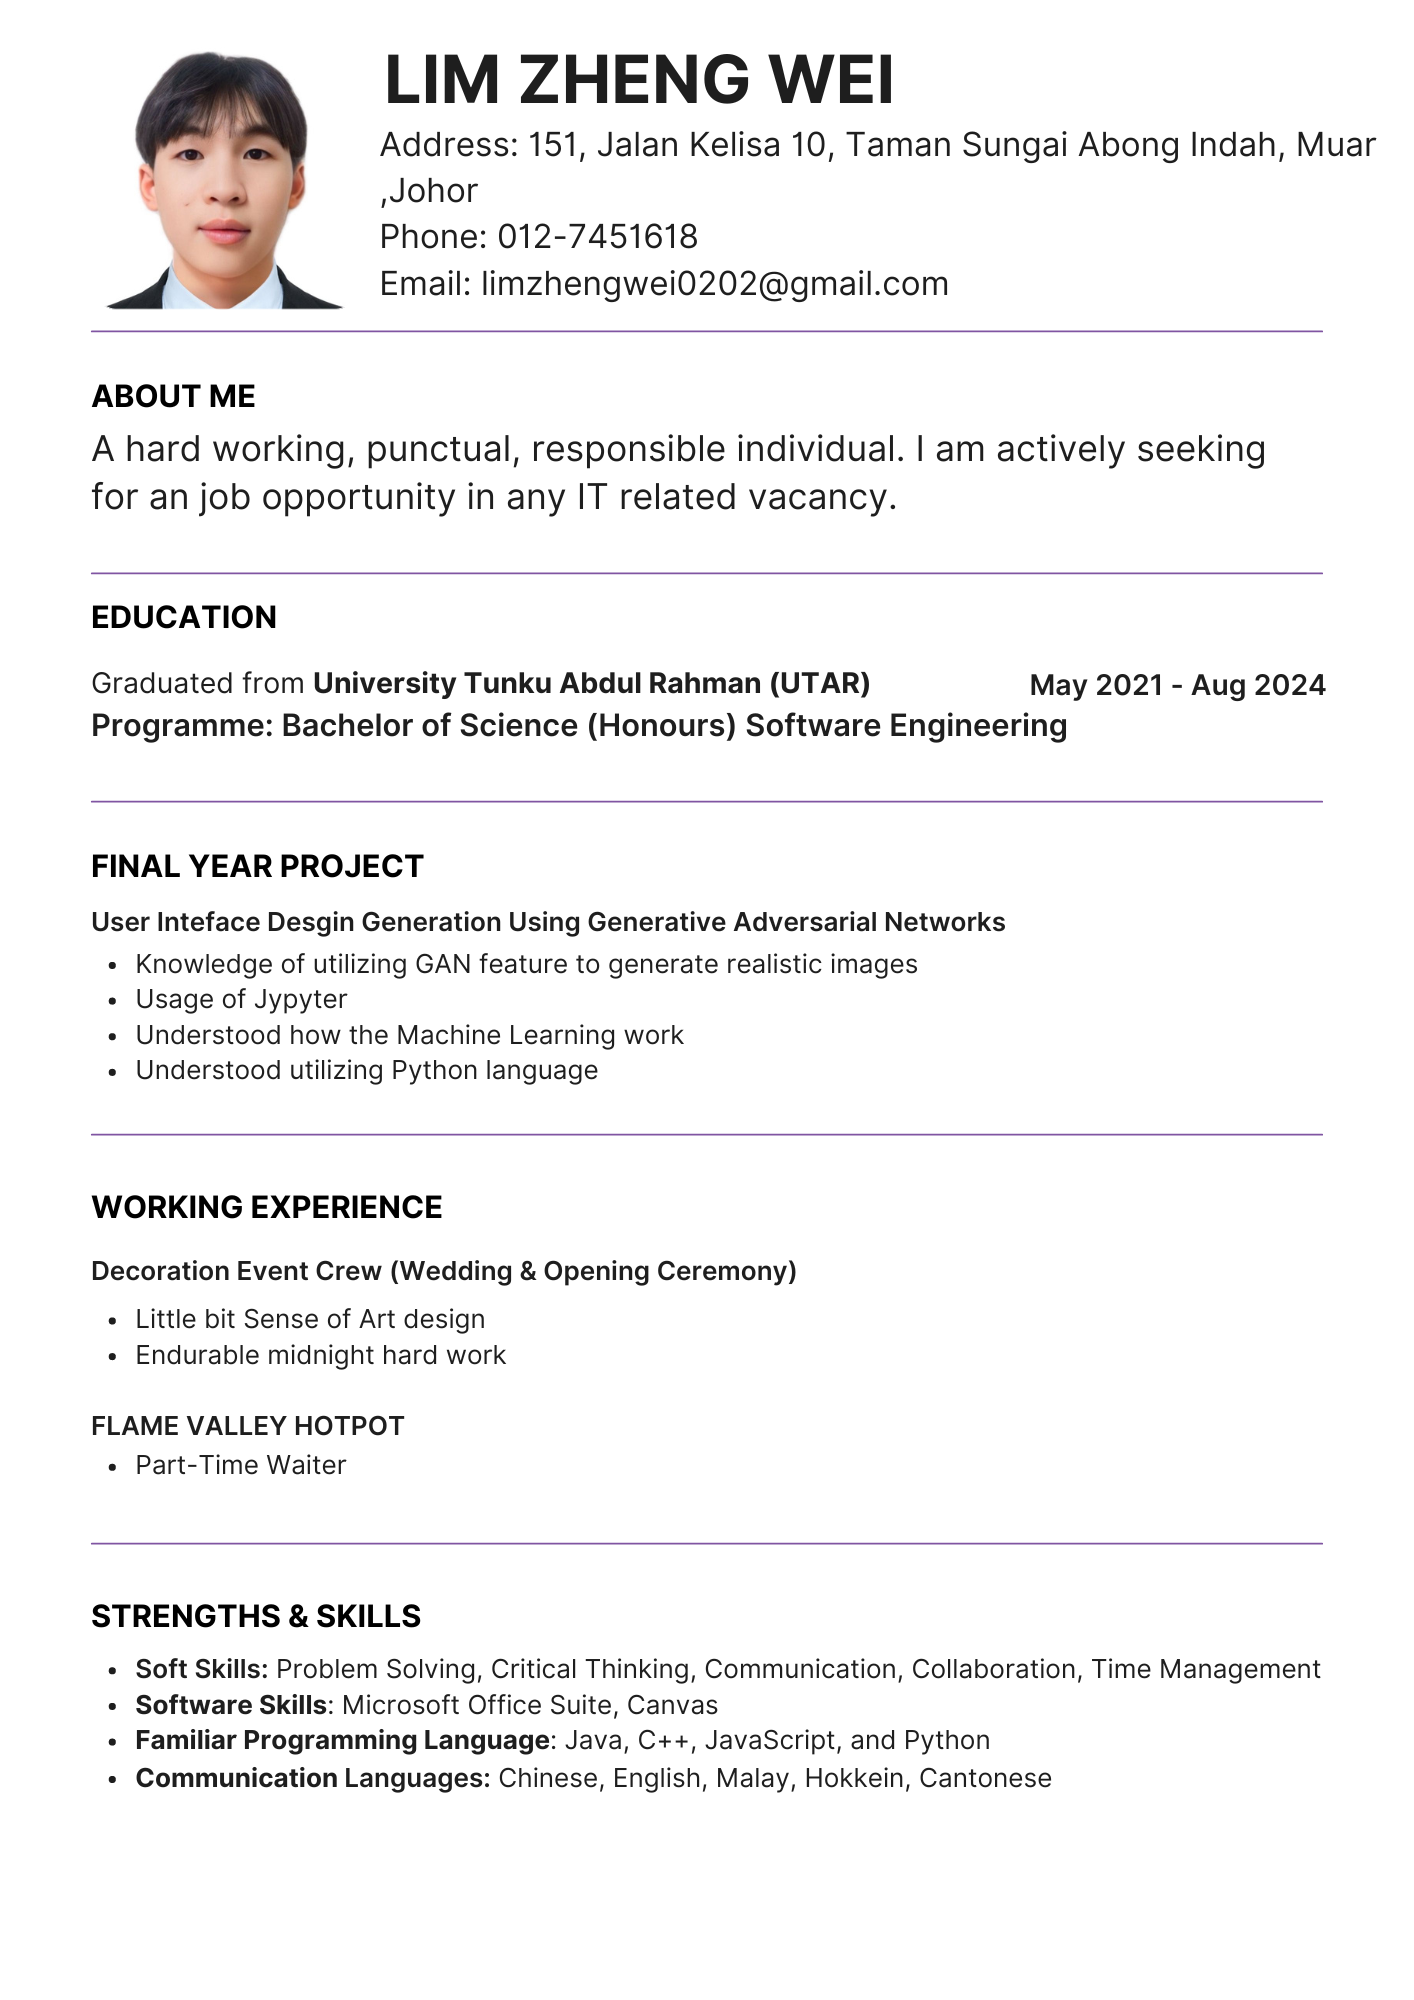 LIM ZHENG WEI
Address: 151, Jalan Kelisa 10, Taman Sungai Abong Indah, Muar
,Johor
Phone: 012-7451618
Email: limzhengwei0202@gmail.com
ABOUT ME
A hard working, punctual, responsible individual. I am actively seeking
for an job opportunity in any IT related vacancy.
EDUCATION
Graduated from University Tunku Abdul Rahman (UTAR) May 2021 - Aug 2024
Programme: Bachelor of Science (Honours) Software Engineering
FINAL YEAR PROJECT
User Inteface Desgin Generation Using Generative Adversarial Networks
• Knowledge of utilizing GAN feature to generate realistic images
• Usage of Jypyter
• Understood how the Machine Learning work
• Understood utilizing Python language
WORKING EXPERIENCE
Decoration Event Crew (Wedding & Opening Ceremony)
• Little bit Sense of Art design
• Endurable midnight hard work
FLAME VALLEY HOTPOT
• Part-Time Waiter
STRENGTHS & SKILLS
• Soft Skills: Problem Solving, Critical Thinking, Communication, Collaboration, Time Management
• Software Skills: Microsoft Office Suite, Canvas
• Familiar Programming Language: Java, C++, JavaScript, and Python
• Communication Languages: Chinese, English, Malay, Hokkein, Cantonese